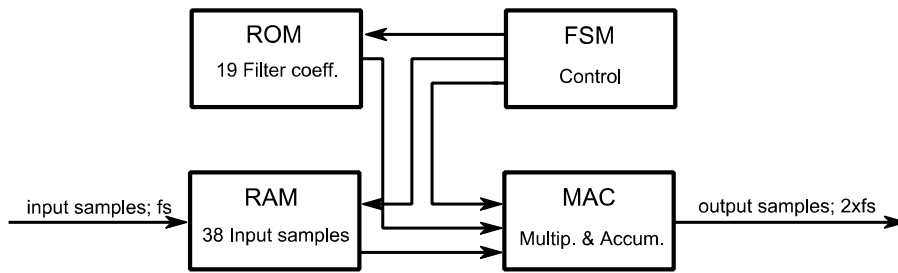 ROM
19 Filter coeff.
FSM
Control
input samples; fs
RAM
38 Input samples
MAC
Multip. & Accum.
output samples; 2xfs